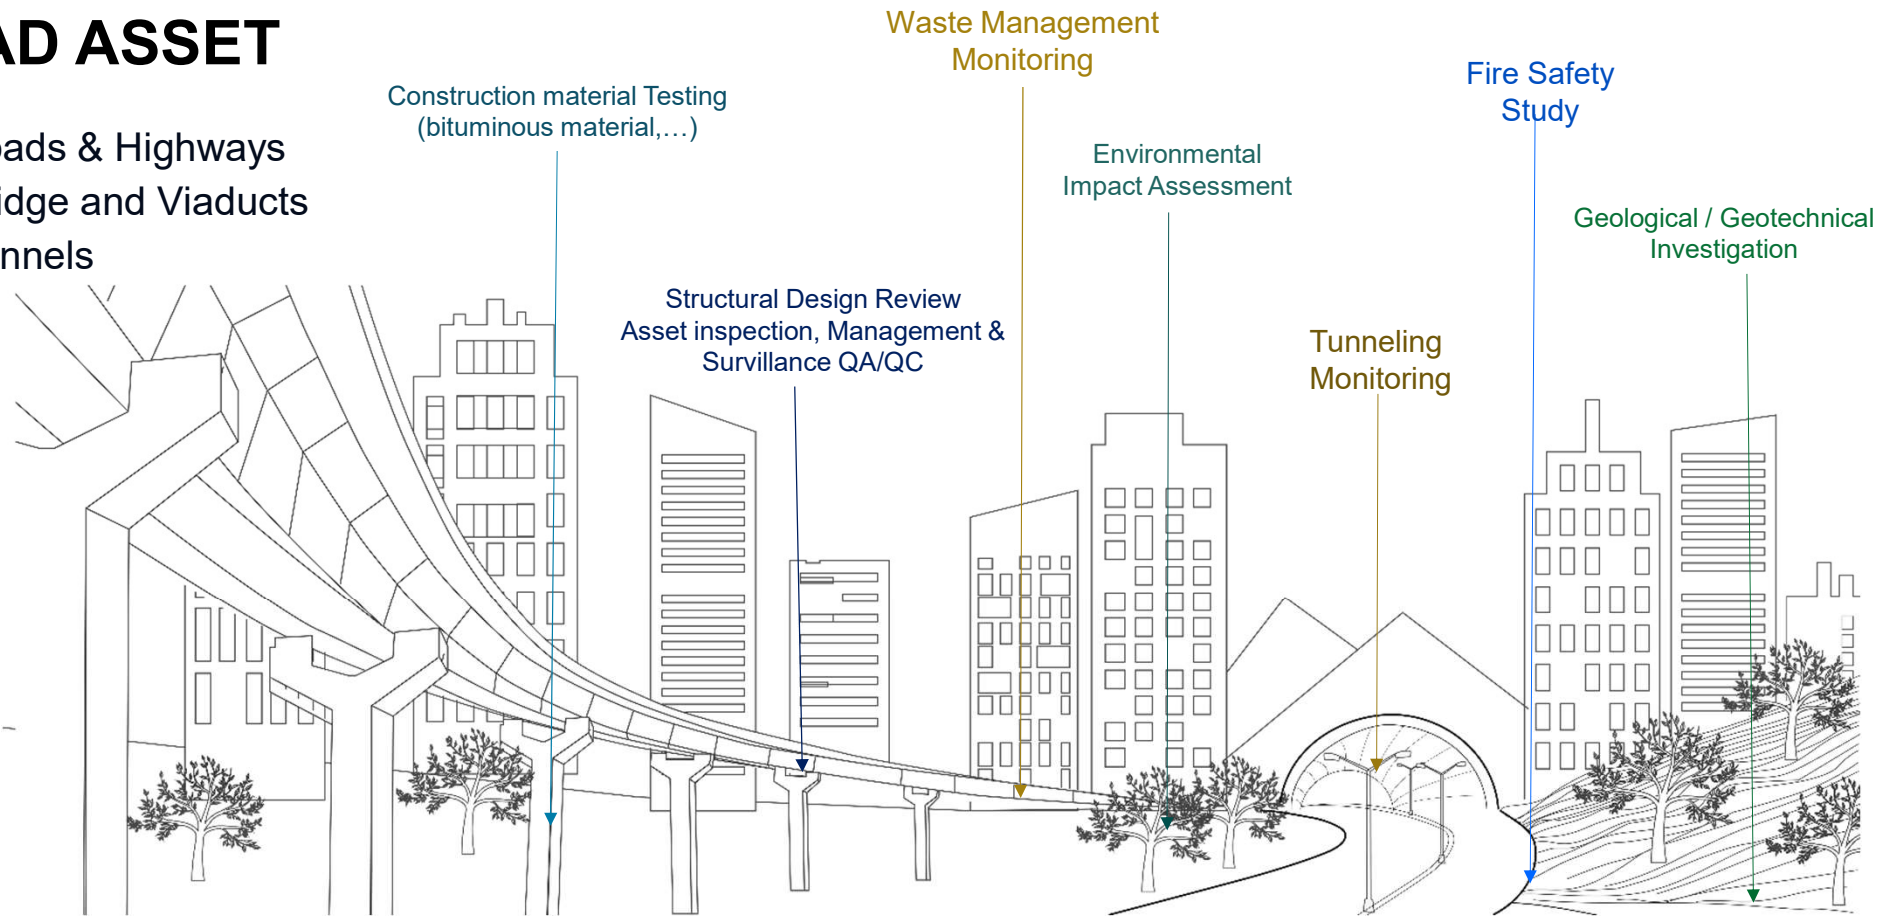 AD ASSET
oads & Highways
idge and Viaducts
nnels
Construction material Testing
(bituminous material,…)
Structural Design Review
Asset inspection, Management &
Survillance QA/QC
Waste Management
Monitoring
Environmental
Impact Assessment
Tunneling
Monitoring
Fire Safety
Study
Geological / Geotechnical
Investigation